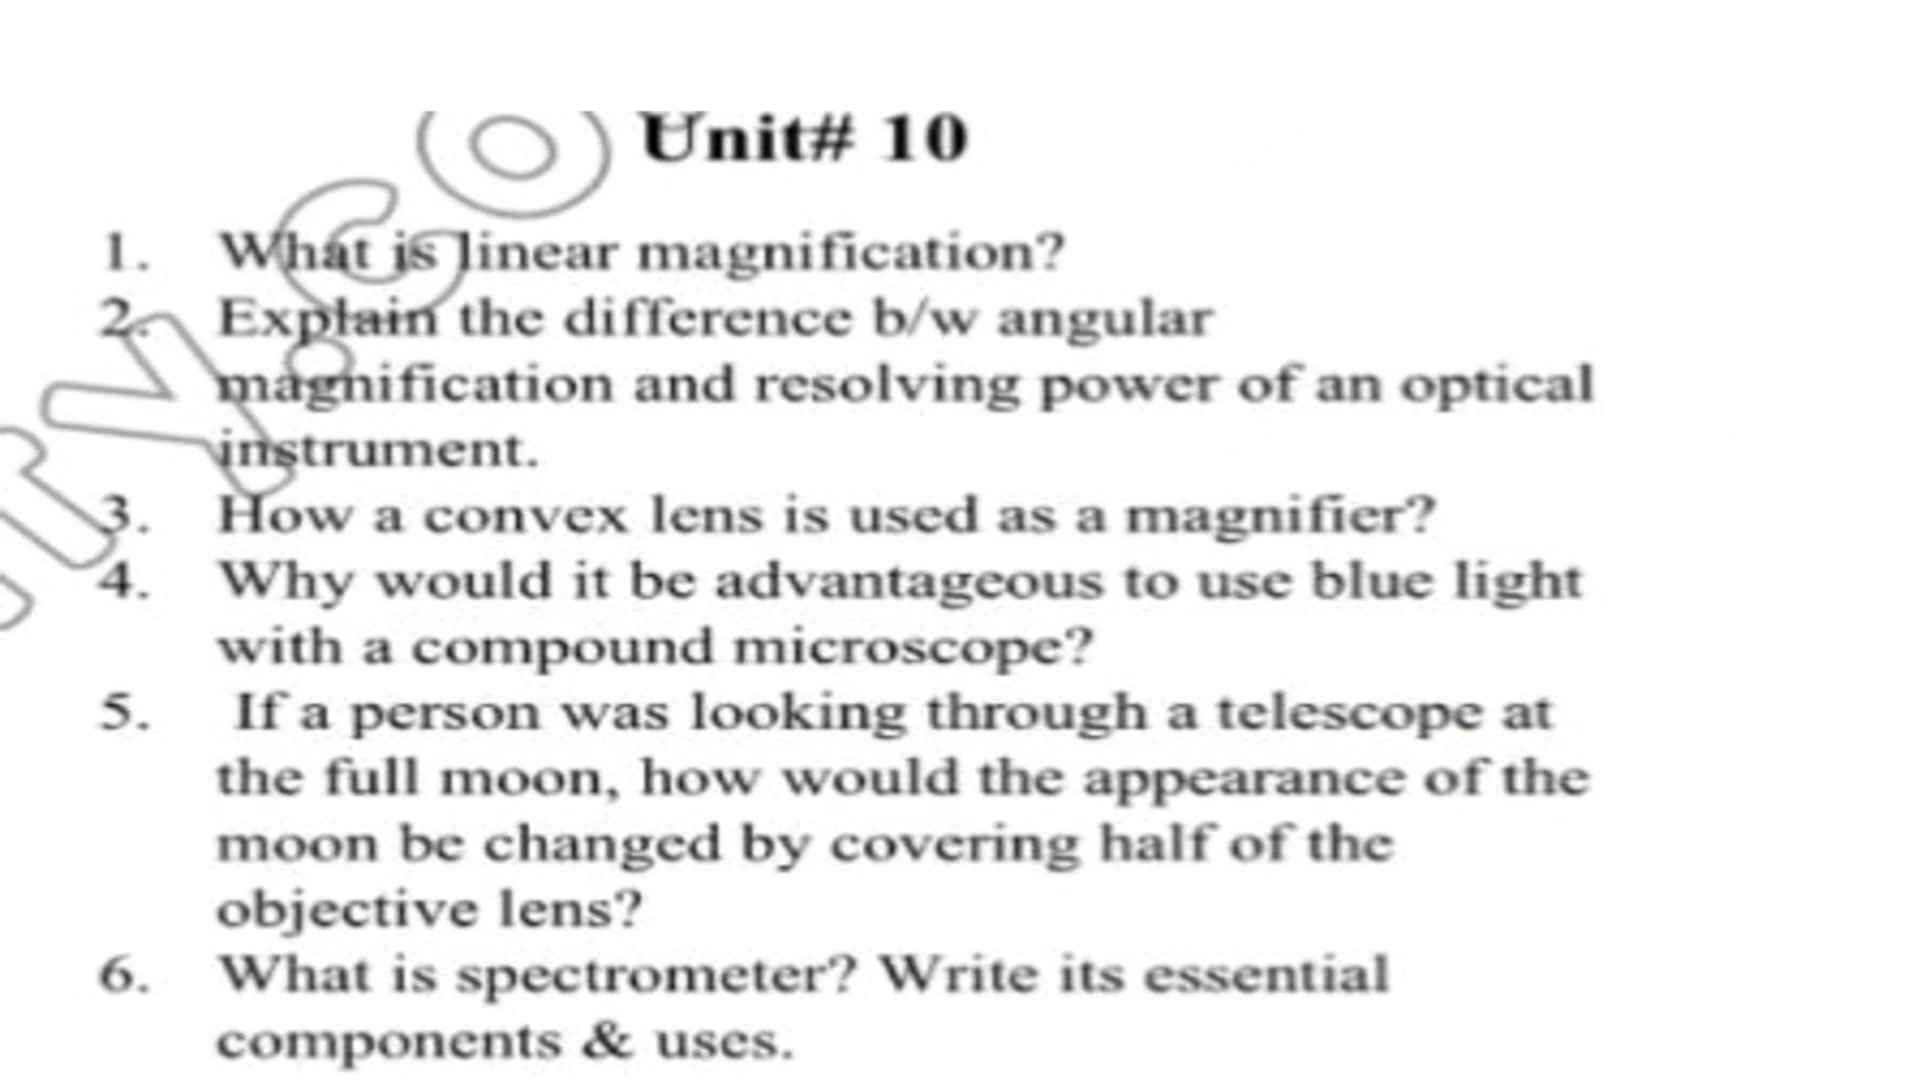 Unit# 10
1. What is linear magnification?
2. Explain the difference b/w angular
magnification and resolving power of an optical
instrument.
3. How a convex lens is used as a magnifier?
4. Why would it be advantageous to use blue light
with a compound microscope?
5. If a person was looking through a telescope at
the full moon, how would the appearance of the
moon be changed by covering half of the
objective lens?
6. What is spectrometer? Write its essential
components & uses.